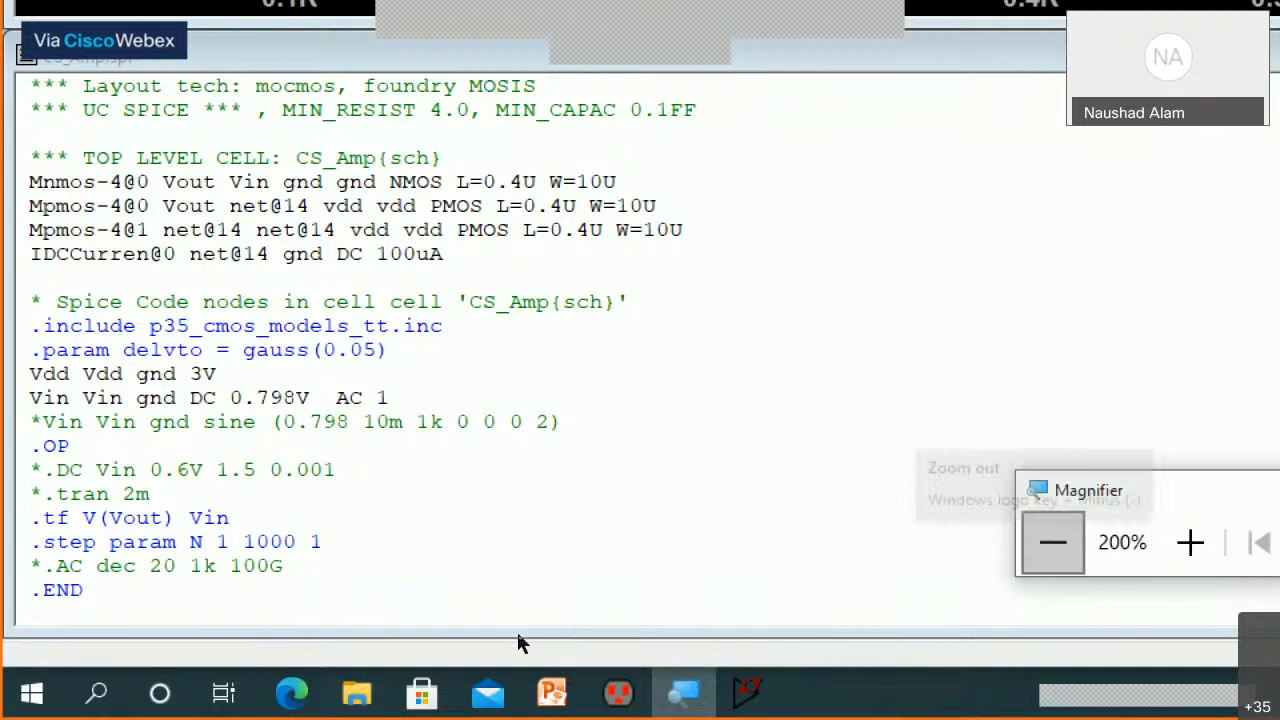 Via CiscoWebex
NA
Naushad Alam
*** Layout tech: mocmos, foundry MOSIS
*** UC SPICE *** , MIN_RESIST 4.0, MIN_CAPAC 0.1FF
*** TOP LEVEL CELL: CS_Amp{sch}
Mnmos-4@0 Vout Vin gnd gnd NMOS L=0.4U W=10U
Mpmos-4@0 Vout net@14 vdd vdd PMOS L=0.4U W=10U
Mpmos-4@1 net@14 net@14 vdd vdd PMOS L=0.4U W=10U
IDCCurren@0 net@14 gnd DC 100uA
* Spice Code nodes in cell cell 'CS_Amp{sch}'
.include p35_cmos_models_tt.inc
.param delvto = gauss(0.05)
Vdd Vdd gnd 3V
Vin Vin gnd DC 0.798V  AC 1
*Vin Vin gnd sine (0.798 10m 1k 0 0 0 2)
.OP
*.DC Vin 0.6V 1.5 0.001
*.tran 2m
.tf V(Vout) Vin
.step param N 1 1000 1
*.AC dec 20 1k 100G
.END
Zoom out
Windows logo key + Minus (-)
Magnifier
200%
+35